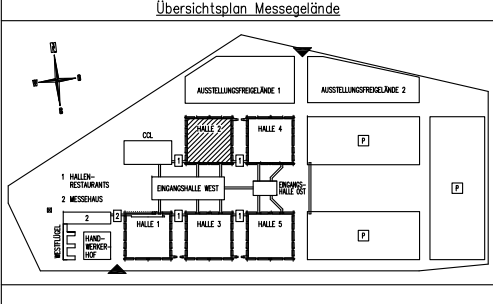 Übersichtsplan Messegelände
N
AUSSTELLUNGSFREIGELÄNDE 1
AUSSTELLUNGSFREIGELÄNDE 2
CCL
HALLE 2
HALLE 4
P
P
1
1
1 HALLEN-
RESTAURANTS
2 MESSEHAUS
EINGANGSHALLE WEST
EINGANGS-
HALLE OST
2
2
1
1
WESTFLÜGEL
HAND-
WERKER-
HOF
HALLE 1
HALLE 3
HALLE 5
P